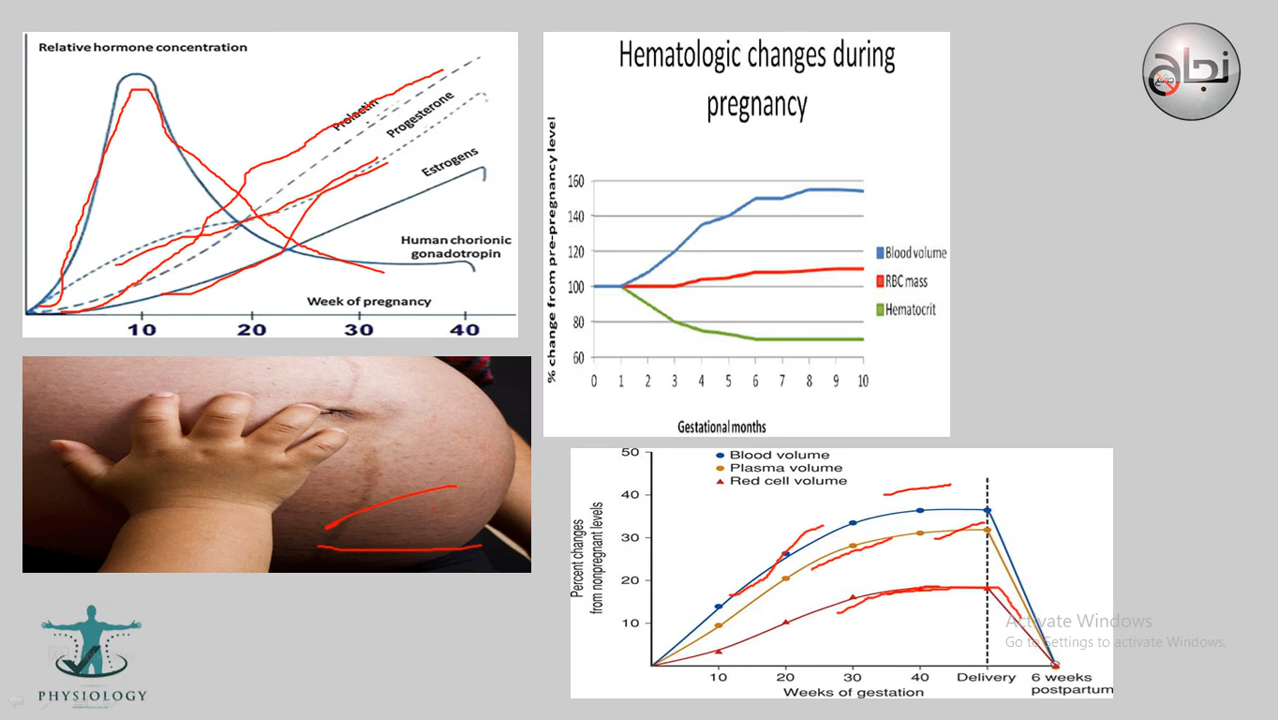 Relative hormone concentration
Prolactin
Progesterone
Estrogens
Human chorionic
gonadotropin
Week of pregnancy
10 20 30 40
Hematologic changes during
pregnancy
% change from pre-pregnancy level
160
140
120
100
80
60
0 1 2 3 4 5 6 7 8 9 10
Gestational months
Blood volume
RBC mass
Hematocrit
نجاح
Blood volume
Plasma volume
Red cell volume
Percent changes
from nonpregnant levels
50
40
30
20
10
10 20 30 40 Delivery 6 weeks
postpartum
Weeks of gestation
Activate Windows
Go to Settings to activate Windows.
PHYSIOLOGY